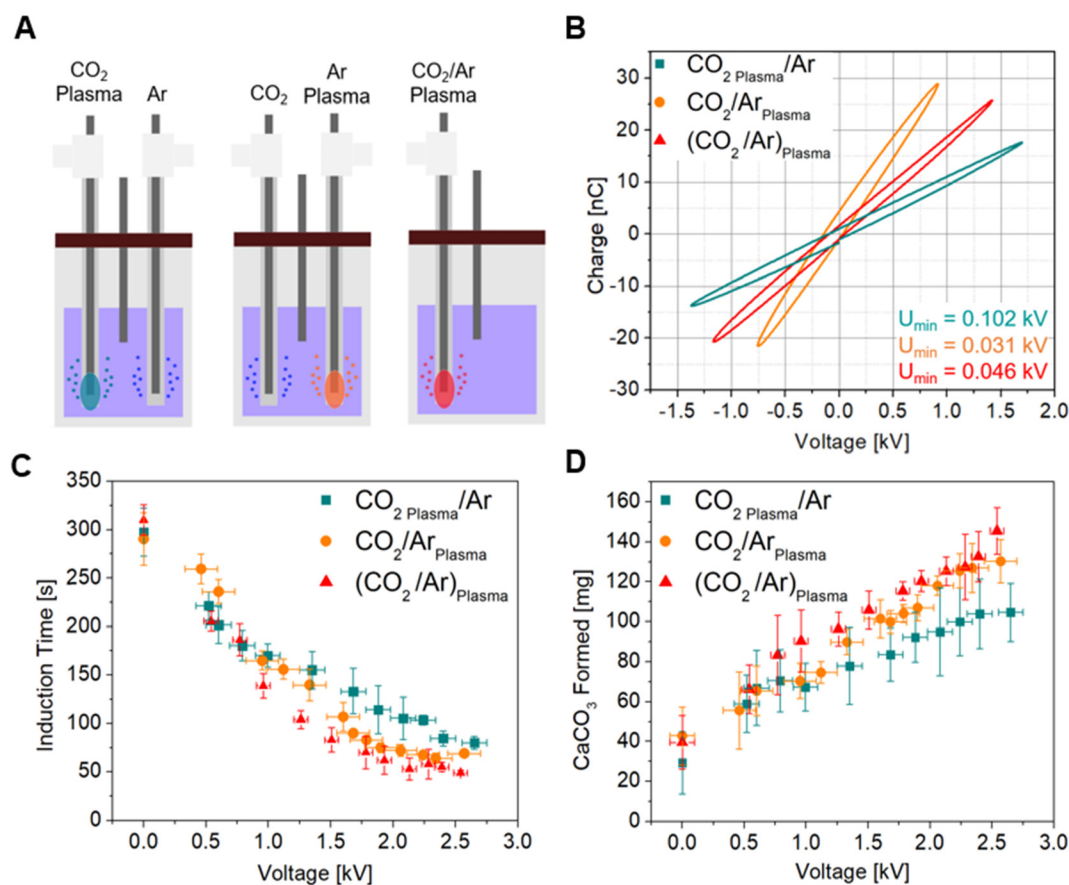 A
CO2
Plasma
Ar
CO2
Ar
Plasma
CO2/Ar
Plasma
B
CO2 Plasma/Ar
CO2/ArPlasma
(CO2/Ar)Plasma
Charge [nC]
35
30
20
10
0
-10
-20
-30
Umin = 0.102 kV
Umin = 0.031 kV
Umin = 0.046 kV
-1.5 -1.0 -0.5 0.0 0.5 1.0 1.5 2.0
Voltage [kV]
C
CO2 Plasma/Ar
CO2/ArPlasma
(CO2/Ar)Plasma
Induction Time [s]
350
300
250
200
150
100
50
0
0.0 0.5 1.0 1.5 2.0 2.5 3.0
Voltage [kV]
D
CO2 Plasma/Ar
CO2/ArPlasma
(CO2/Ar)Plasma
CaCO3 Formed [mg]
160
140
120
100
80
60
40
20
0
0.0 0.5 1.0 1.5 2.0 2.5 3.0
Voltage [kV]